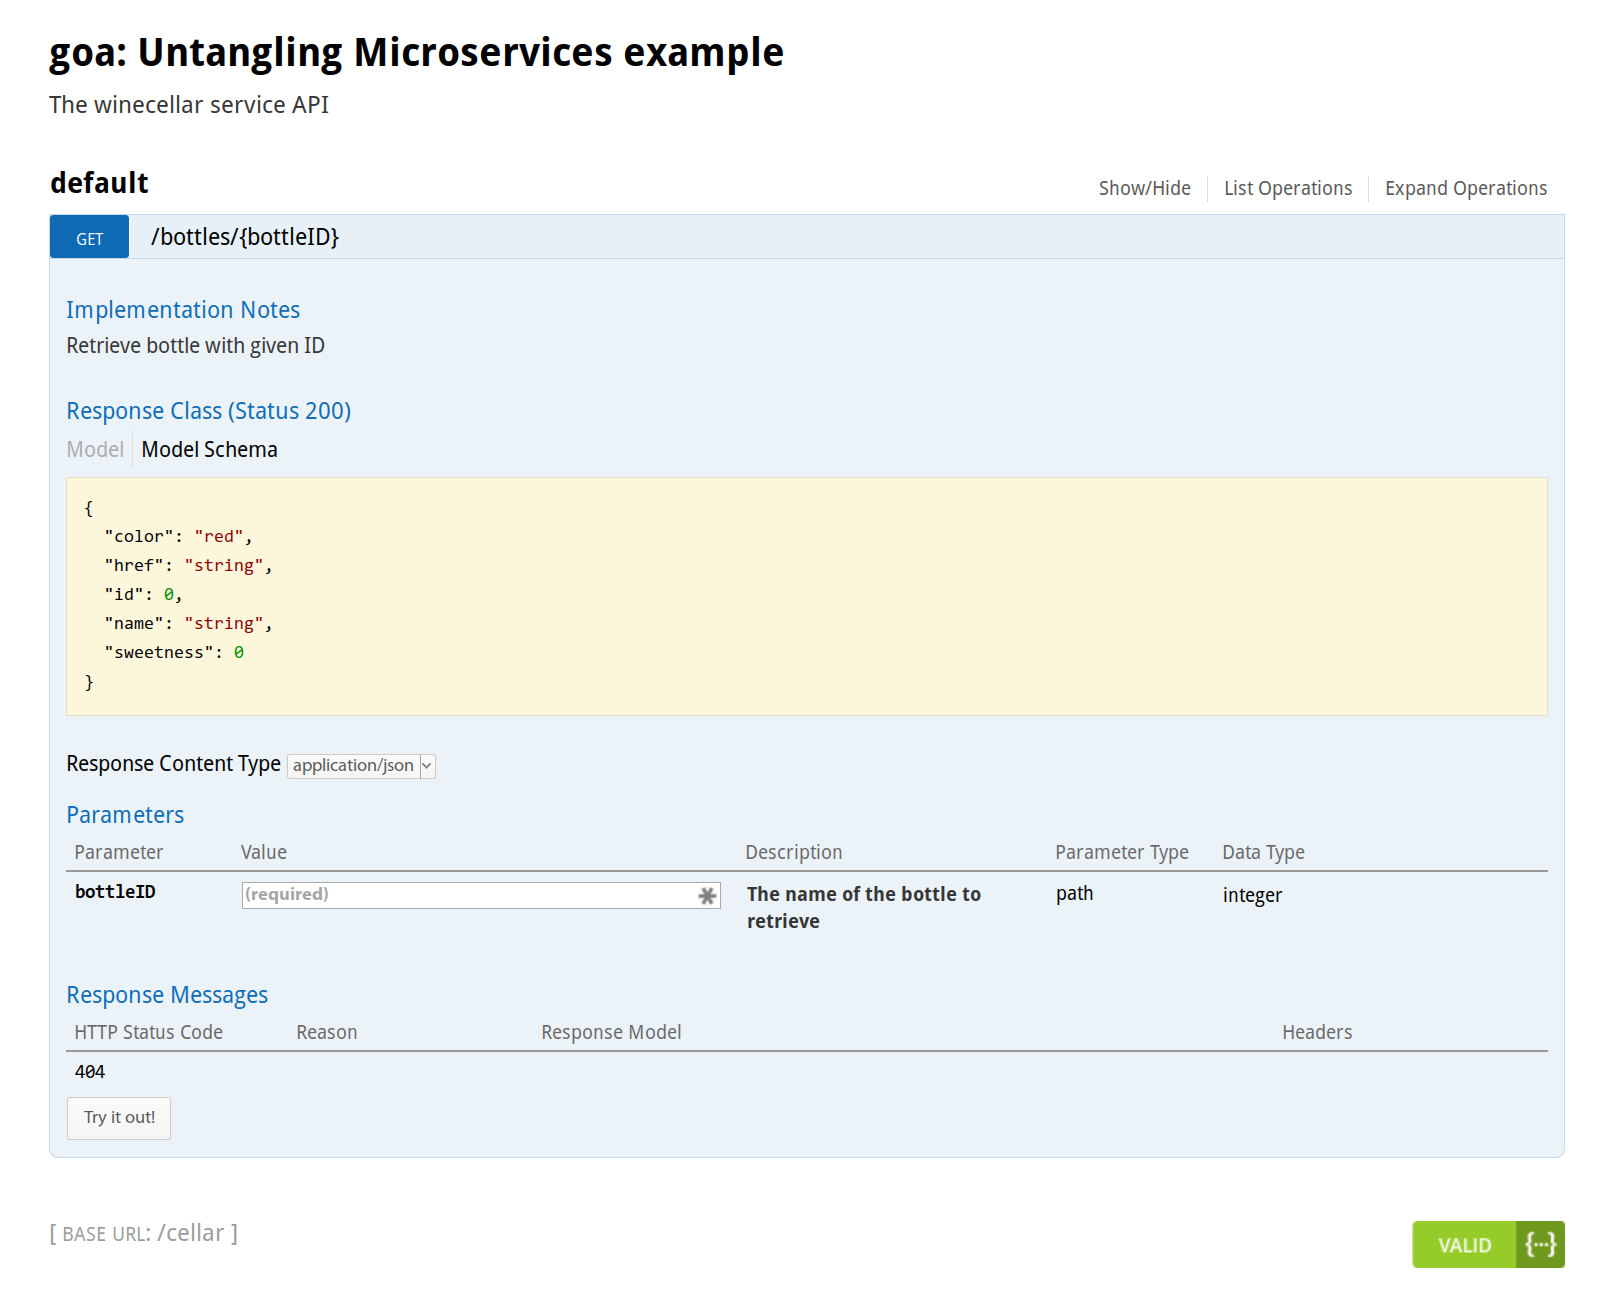 goa: Untangling Microservices example
The winecellar service API
default
Show/Hide List Operations Expand Operations
GET /bottles/{bottleID}
Implementation Notes
Retrieve bottle with given ID
Response Class (Status 200)
Model Model Schema
{
"color": "red",
"href": "string",
"id": 0,
"name": "string",
"sweetness": 0
}
Response Content Type application/json
Parameters
Parameter Value Description Parameter Type Data Type
bottleID (required) The name of the bottle to path integer
retrieve
Response Messages
HTTP Status Code Reason Response Model Headers
404
Try it out!
[ BASE URL: /cellar ]
VALID {...}